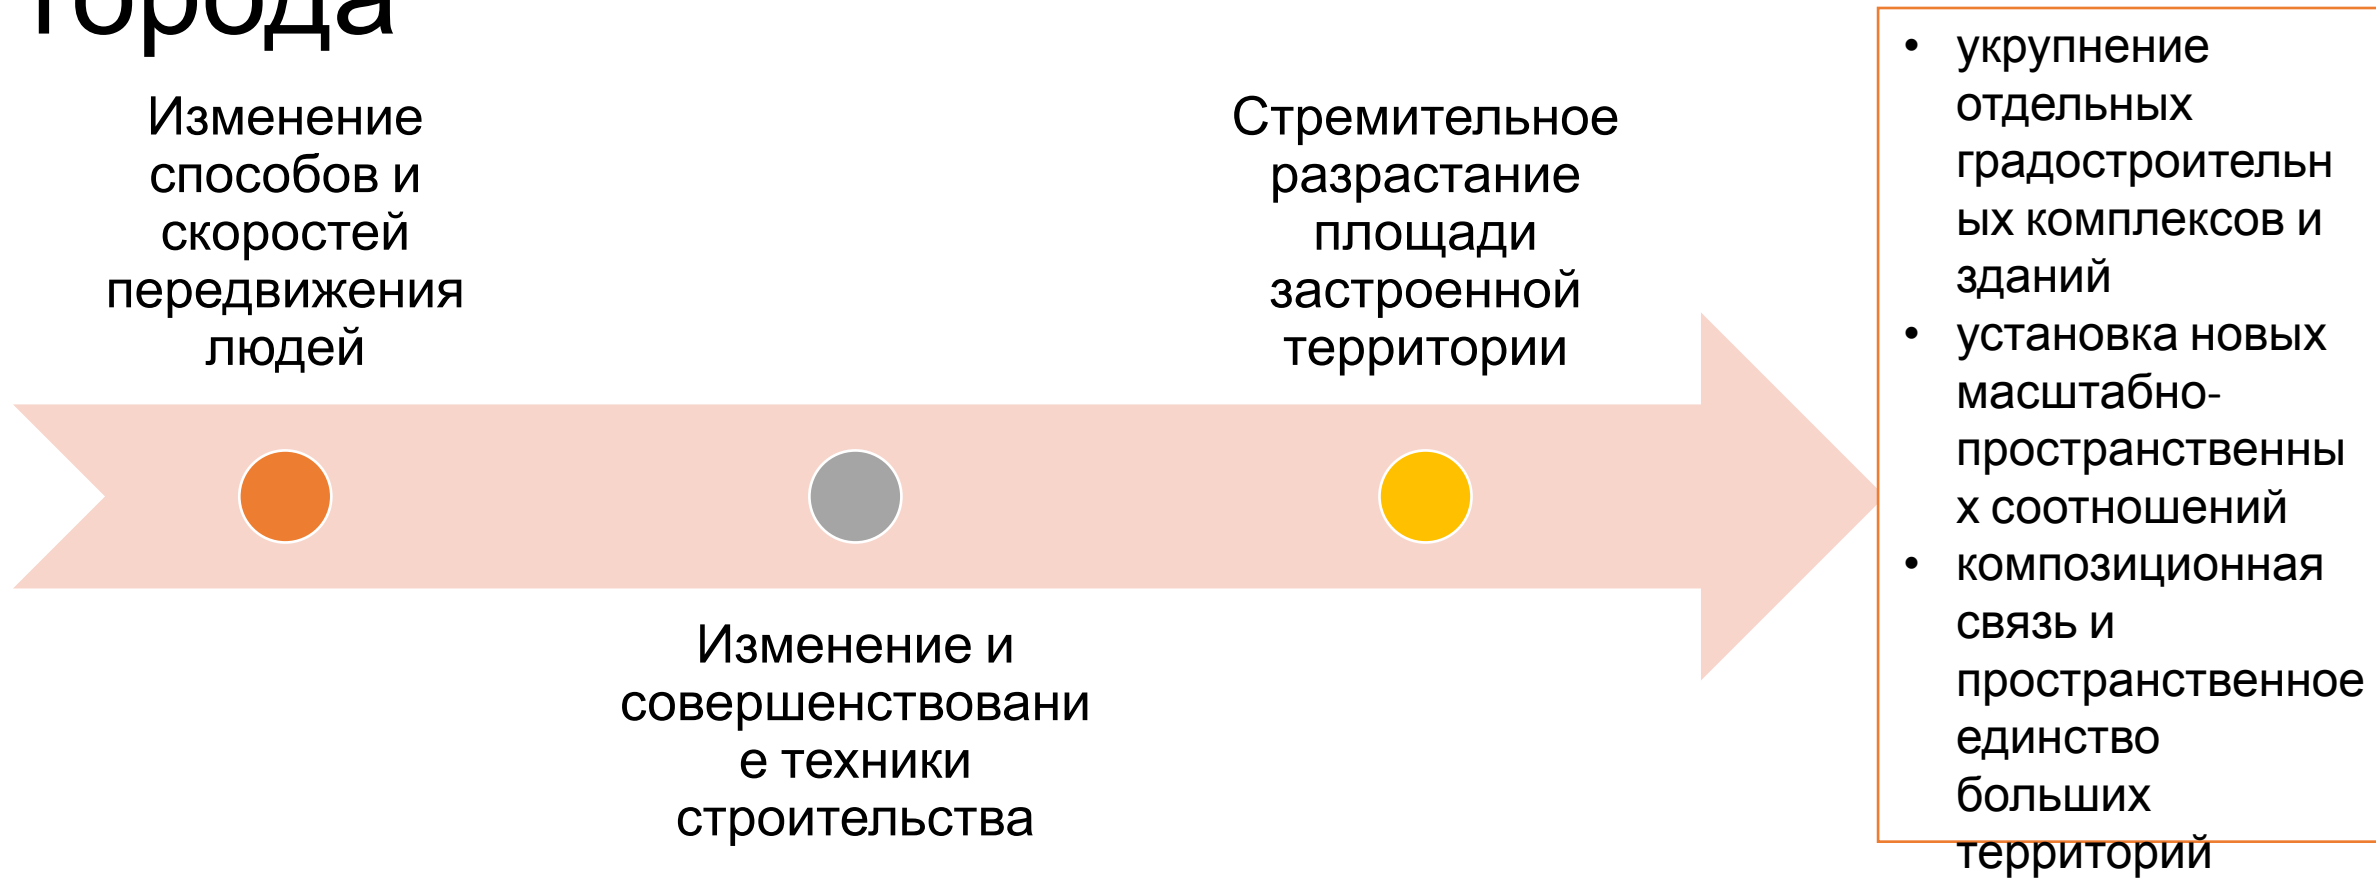 города
Изменение
способов и
скоростей
передвижения
людей
Изменение и
совершенствовани
е техники
строительства
Стремительное
разрастание
площади
застроенной
территории
• укрупнение
отдельных
градостроительн
ых комплексов и
зданий
• установка новых
масштабно-
пространственны
х соотношений
• композиционная
связь и
пространственное
единство
больших
территорий